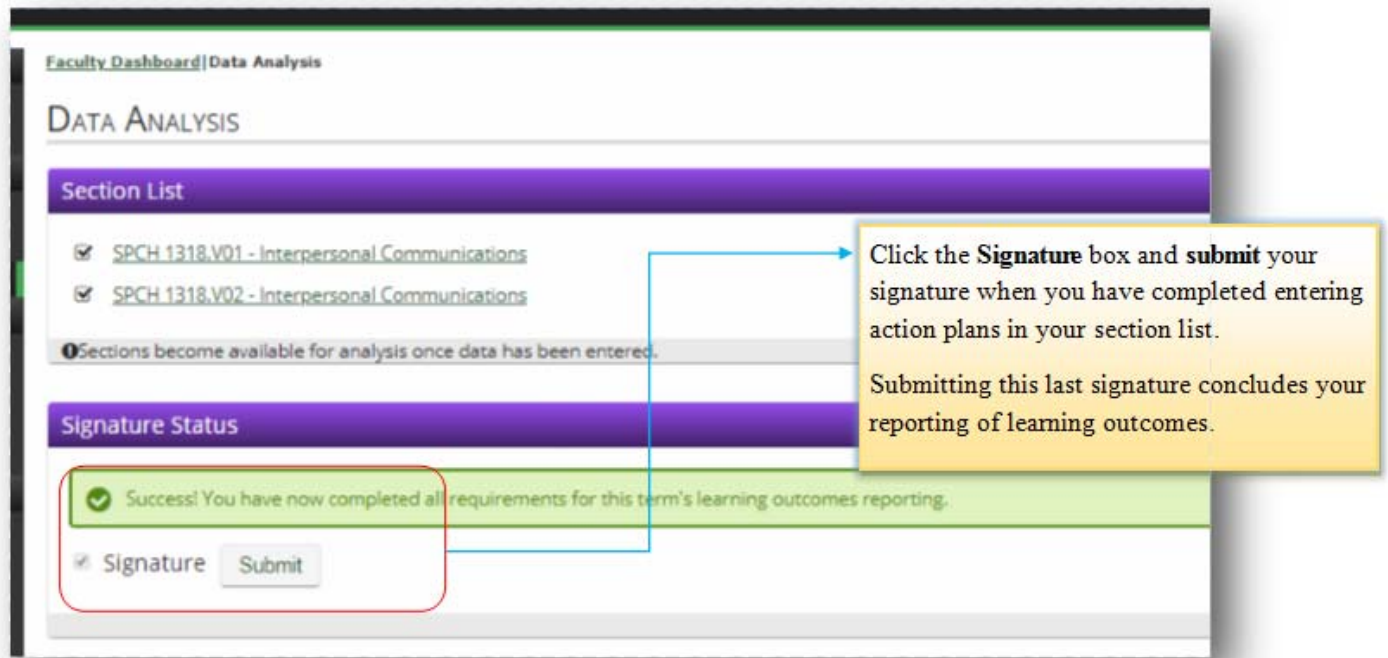 Faculty Dashboard|Data Analysis
DATA ANALYSIS
Section List
SPCH 1318.V01 - Interpersonal Communications
SPCH 1318.V02 - Interpersonal Communications
Sections become available for analysis once data has been entered.
Click the Signature box and submit your
signature when you have completed entering
action plans in your section list.
Submitting this last signature concludes your
reporting of learning outcomes.
Signature Status
Success! You have now completed all requirements for this term's learning outcomes reporting.
Signature Submit